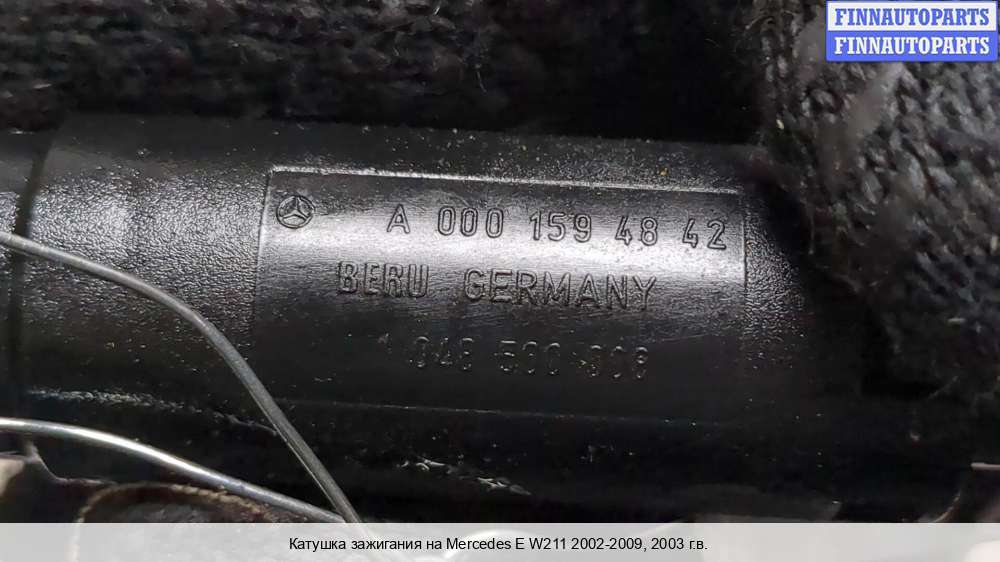 FINNAUTOPARTS
FINNAUTOPARTS
A 000 159 48 42
BERU GERMANY
Катушка зажигания на Mercedes E W211 2002-2009, 2003 г.в.